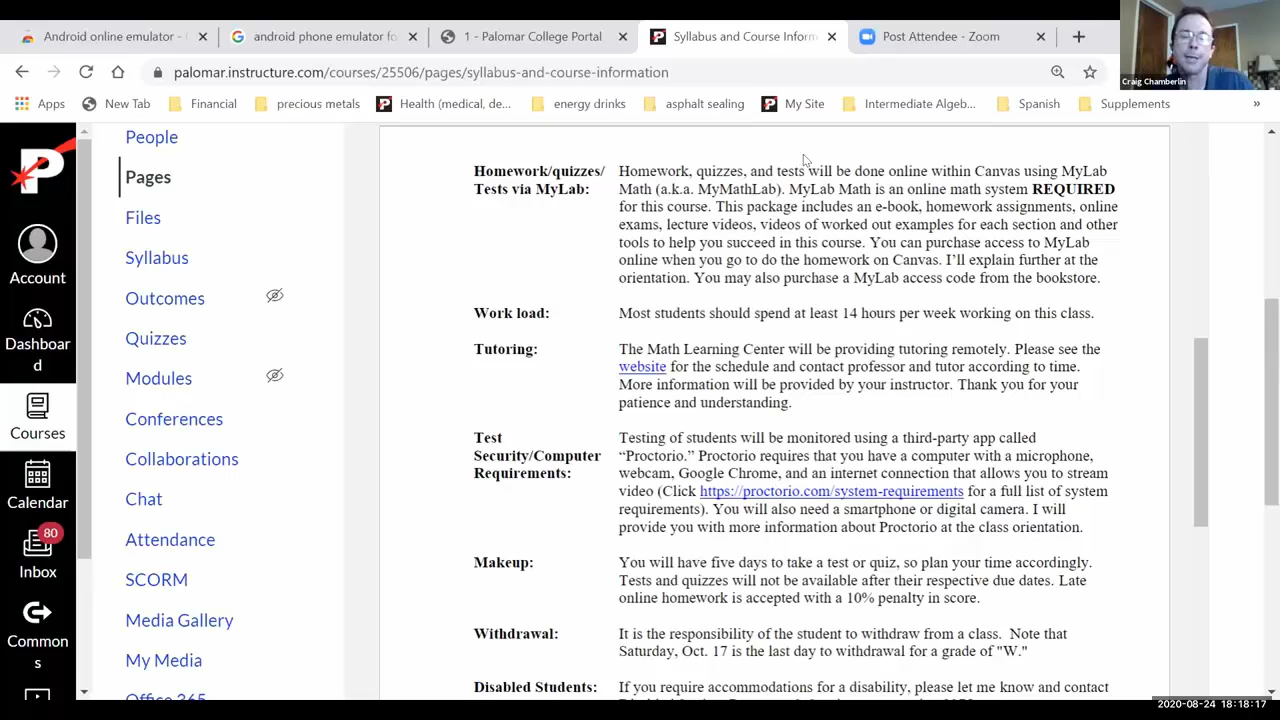 Android online emulator -
android phone emulator fo
1 - Palomar College Portal
Syllabus and Course Inform
Post Attendee - Zoom
palomar.instructure.com/courses/25506/pages/syllabus-and-course-information
Craig Chamberlin
Apps
New Tab
Financial
precious metals
Health (medical, de...
energy drinks
asphalt sealing
My Site
Intermediate Algeb...
Spanish
Supplements
»
P
Account
Dashboar
d
Courses
Calendar
80
Inbox
Common
s
People
Pages
Files
Syllabus
Outcomes
Quizzes
Modules
Conferences
Collaborations
Chat
Attendance
SCORM
Media Gallery
My Media
Office 365
Homework/quizzes/ Homework, quizzes, and tests will be done online within Canvas using MyLab
Tests via MyLab: Math (a.k.a. MyMathLab). MyLab Math is an online math system REQUIRED
for this course. This package includes an e-book, homework assignments, online
exams, lecture videos, videos of worked out examples for each section and other
tools to help you succeed in this course. You can purchase access to MyLab
online when you go to do the homework on Canvas. I'll explain further at the
orientation. You may also purchase a MyLab access code from the bookstore.
Work load: Most students should spend at least 14 hours per week working on this class.
Tutoring: The Math Learning Center will be providing tutoring remotely. Please see the
website for the schedule and contact professor and tutor according to time.
More information will be provided by your instructor. Thank you for your
patience and understanding.
Test Testing of students will be monitored using a third-party app called
Security/Computer “Proctorio.” Proctorio requires that you have a computer with a microphone,
Requirements: webcam, Google Chrome, and an internet connection that allows you to stream
video (Click https://proctorio.com/system-requirements for a full list of system
requirements). You will also need a smartphone or digital camera. I will
provide you with more information about Proctorio at the class orientation.
Makeup: You will have five days to take a test or quiz, so plan your time accordingly.
Tests and quizzes will not be available after their respective due dates. Late
online homework is accepted with a 10% penalty in score.
Withdrawal: It is the responsibility of the student to withdraw from a class. Note that
Saturday, Oct. 17 is the last day to withdrawal for a grade of "W."
Disabled Students: If you require accommodations for a disability, please let me know and contact
2020-08-24 18:18:17